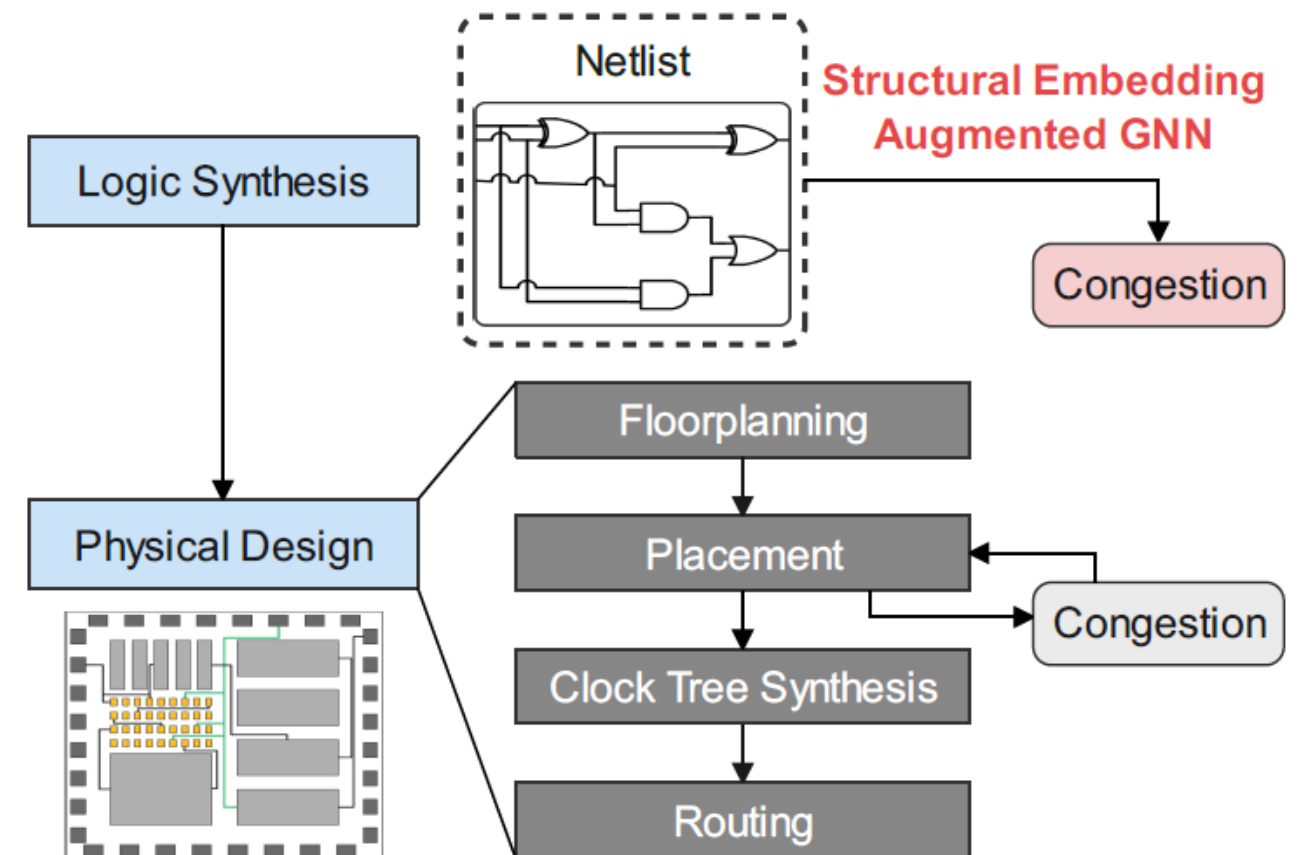 Netlist
Structural Embedding
Augmented GNN
Logic Synthesis
Congestion
Floorplanning
Physical Design
Placement
Congestion
Clock Tree Synthesis
Routing